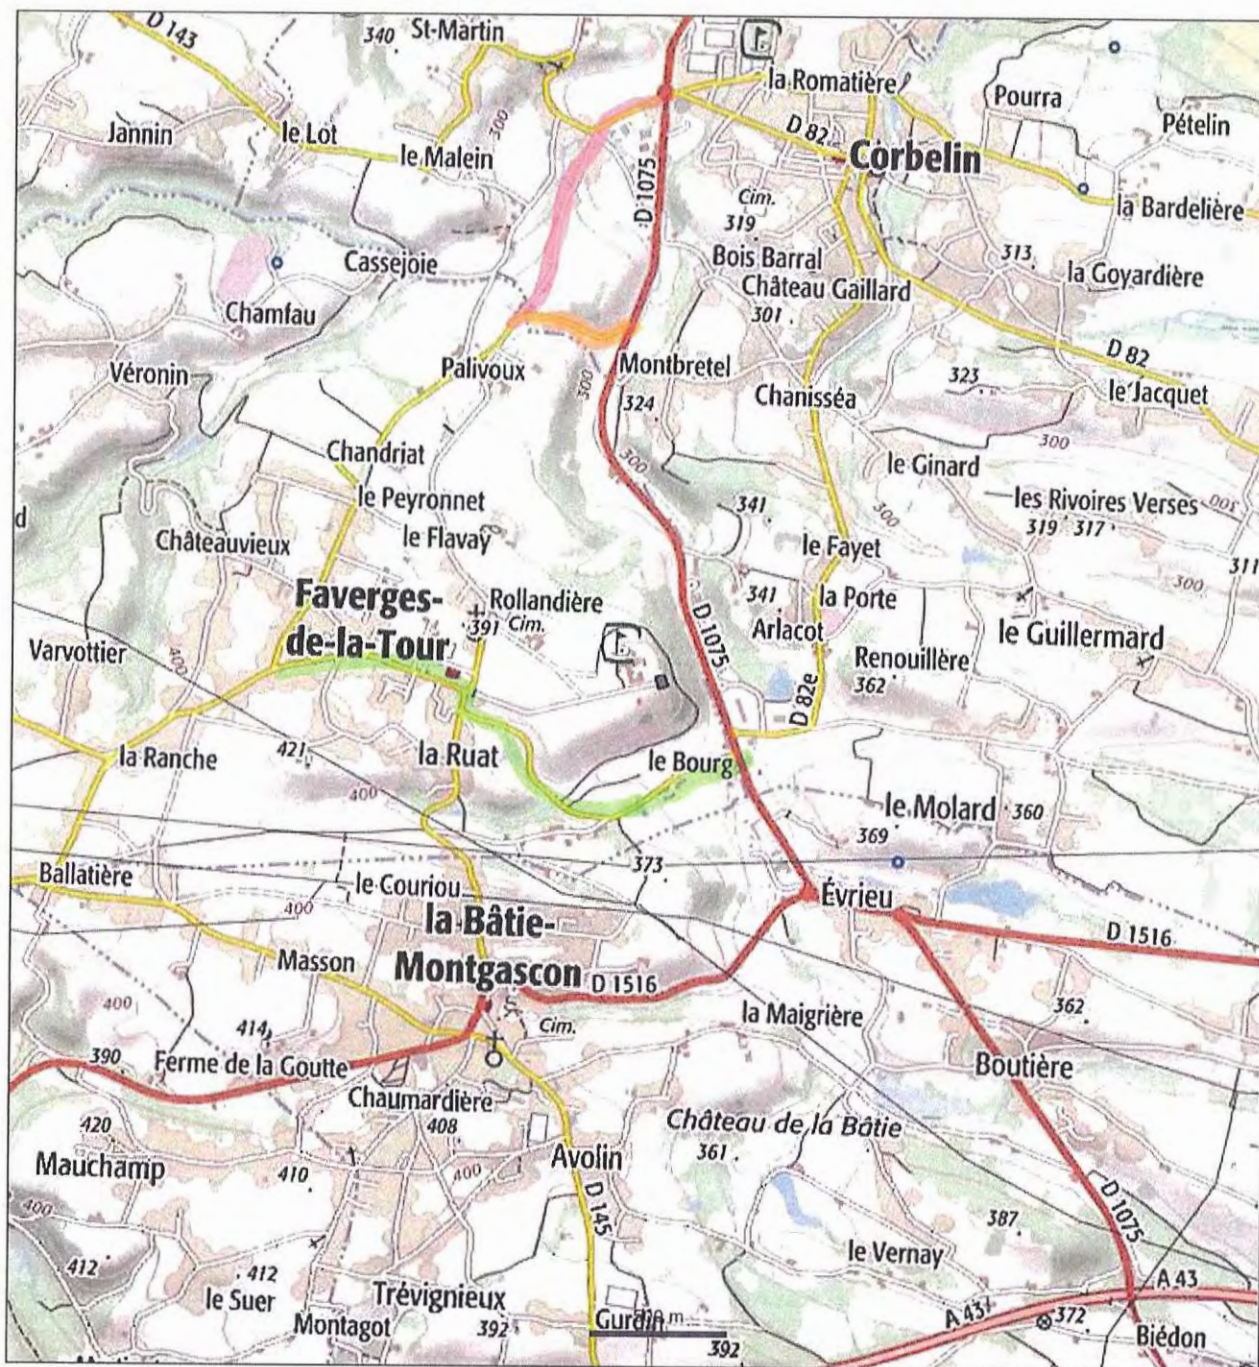 D 143
340
St-Martin
la Romatière
Pourra
Pételin
Jannin
le Lot
300
le Malein
D 82
Corbelin
D 1075
Cim.
319
la Bardelière
Cassejoie
Bois Barral
313
la Goyardière
Chamfau
Château Gaillard
301
Véronin
Palivoux
Montbretel
D 82
300
324
Chanisséa
323
le Jacquet
Chandriat
300
300
le Ginard
le Peyronnet
341
les Rivoires Verses
300
Châteauvieux
le Flavay
300
le Fayet
319
317
311
d
Faverges-
de-la-Tour
Rollandière
391
Cim.
341
la Porte
300
Varvottier
400
D 1075
Arlacot
le Guillermard
Renouillère
362
D 82e
la Ranche
421
la Ruat
le Bourg
400
le Molard
360
369
Ballatière
373
le Couriou
400
Évrieu
400
la Bâtie-
Montgascon
D 1516
Masson
D 1516
400
la Maigrière
362
414
Cim.
390
Ferme de la Goutte
Boutière
Chaumardière
420
408
Château de la Bâtie
Mauchamp
410
400
Avolin
361
400
D 145
D 1075
387
412
412
le Vernay
le Suer
Trévignieux
A 43
Montagot
392
Gurdin
m
392
A 43
372
Biédon